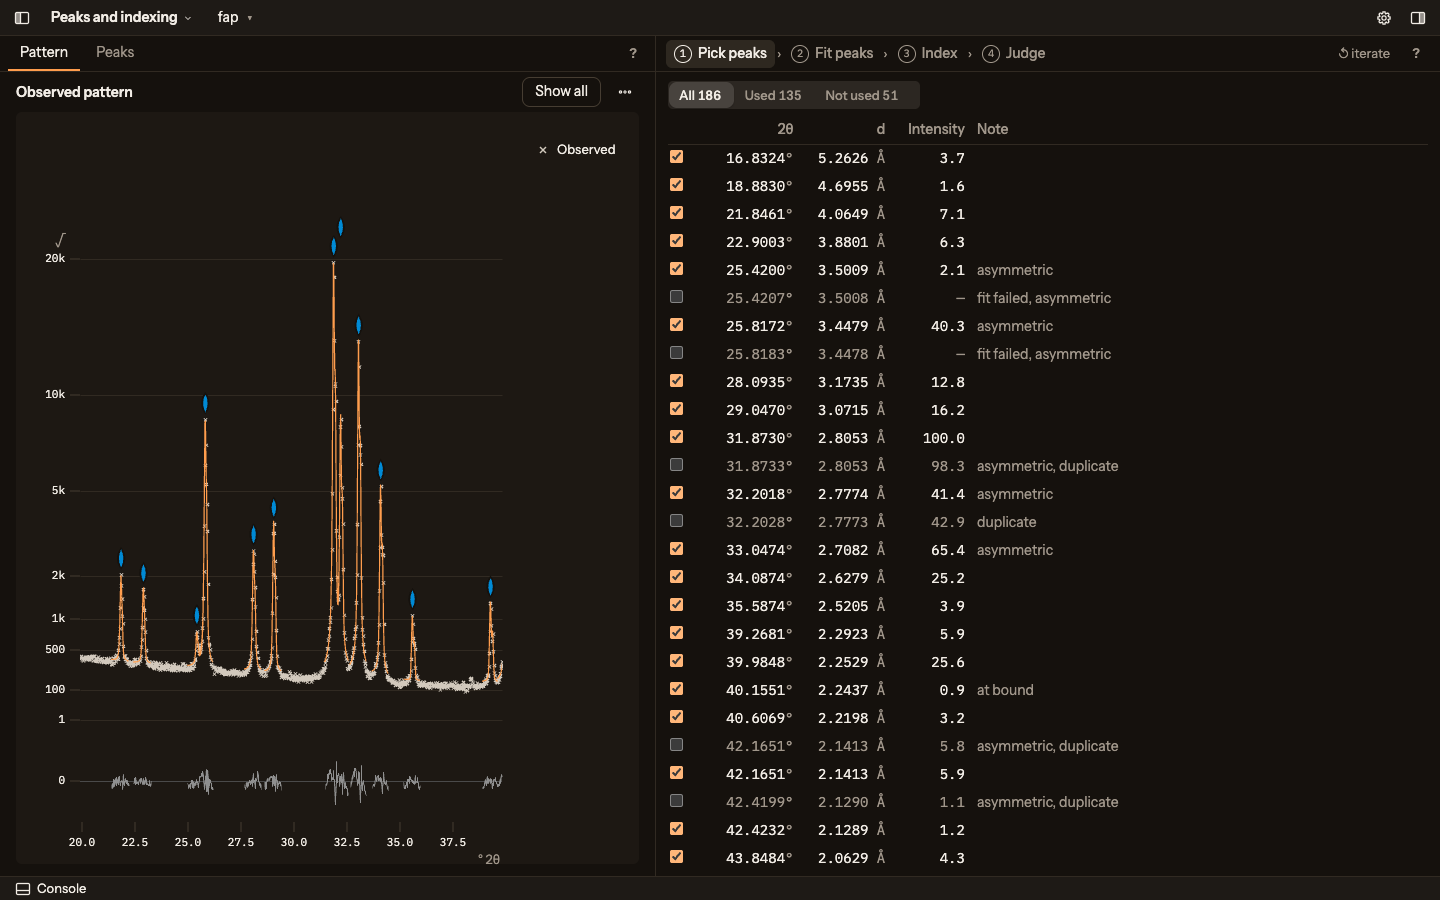 Peaks and indexing fap
Pattern Peaks ?
1 Pick peaks › 2 Fit peaks › 3 Index › 4 Judge iterate ?
Observed pattern Show all
× Observed
√
20k
10k
5k
2k
1k
500
100
1
0
20.0 22.5 25.0 27.5 30.0 32.5 35.0 37.5
°2θ
All 186 Used 135 Not used 51
2θ d Intensity Note
16.8324° 5.2626 Å 3.7
18.8830° 4.6955 Å 1.6
21.8461° 4.0649 Å 7.1
22.9003° 3.8801 Å 6.3
25.4200° 3.5009 Å 2.1 asymmetric
25.4207° 3.5008 Å – fit failed, asymmetric
25.8172° 3.4479 Å 40.3 asymmetric
25.8183° 3.4478 Å – fit failed, asymmetric
28.0935° 3.1735 Å 12.8
29.0470° 3.0715 Å 16.2
31.8730° 2.8053 Å 100.0
31.8733° 2.8053 Å 98.3 asymmetric, duplicate
32.2018° 2.7774 Å 41.4 asymmetric
32.2028° 2.7773 Å 42.9 duplicate
33.0474° 2.7082 Å 65.4 asymmetric
34.0874° 2.6279 Å 25.2
35.5874° 2.5205 Å 3.9
39.2681° 2.2923 Å 5.9
39.9848° 2.2529 Å 25.6
40.1551° 2.2437 Å 0.9 at bound
40.6069° 2.2198 Å 3.2
42.1651° 2.1413 Å 5.8 asymmetric, duplicate
42.1651° 2.1413 Å 5.9
42.4199° 2.1290 Å 1.1 asymmetric, duplicate
42.4232° 2.1289 Å 1.2
43.8484° 2.0629 Å 4.3
Console